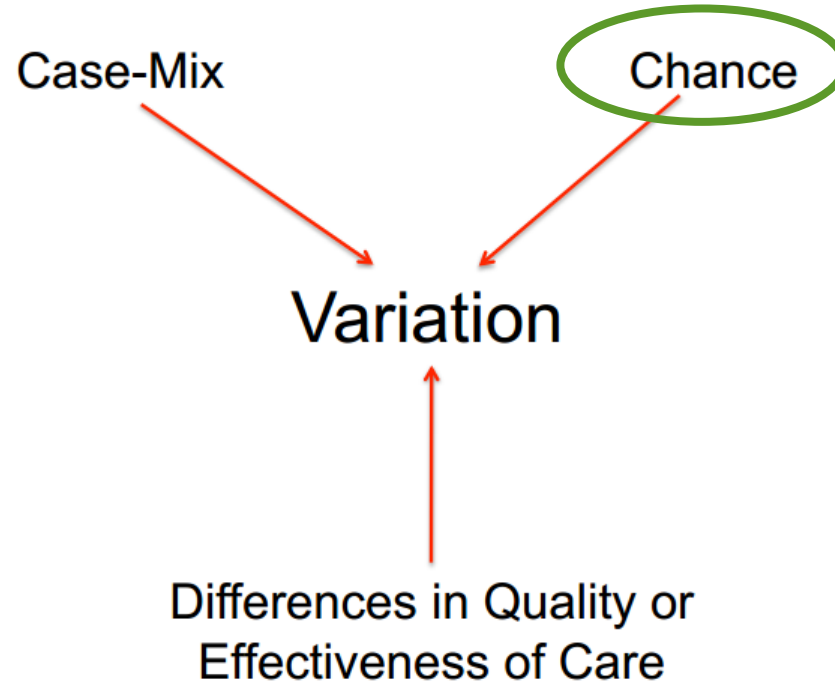 Case-Mix
Chance
Variation
Differences in Quality or
Effectiveness of Care